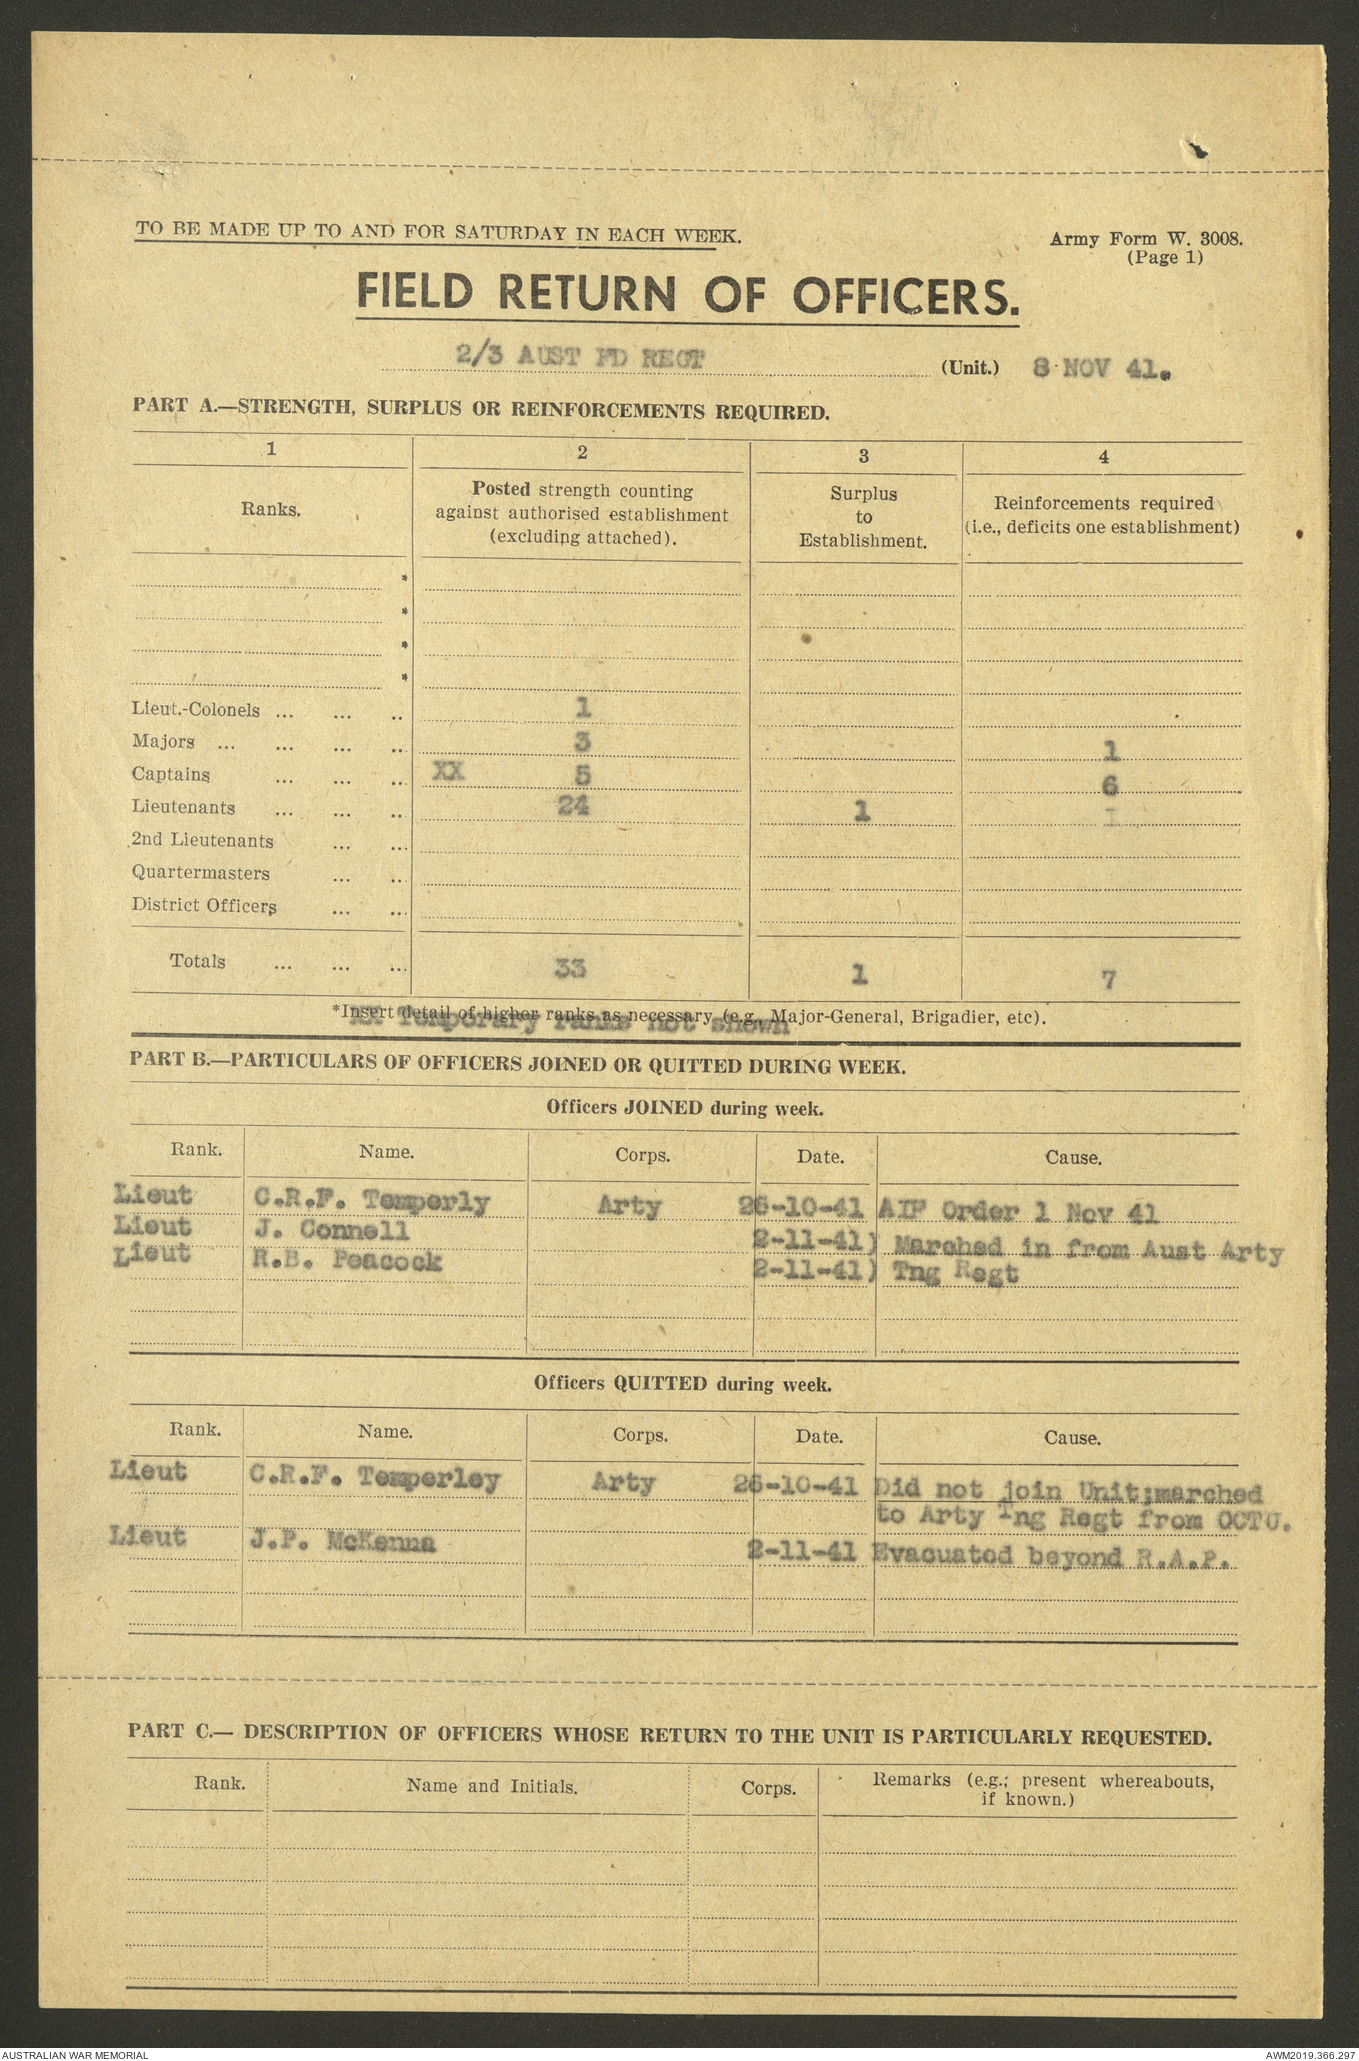 TO BE MADE UP TO AND FOR SATURDAY IN EACH WEEK.
Army Form W. 3008.
(Page 1)
FIELD RETURN OF OFFICERS.
2/3 AUST FD REGT (Unit.) 8 NOV 41.
PART A.—STRENGTH, SURPLUS OR REINFORCEMENTS REQUIRED.
1 2 3 4
Ranks. Posted strength counting against authorised establishment (excluding attached). Surplus to Establishment. Reinforcements required (i.e., deficits one establishment)
*
*
*
*
Lieut.-Colonels ... ... .. 1
Majors ... ... ... ... 3 1
Captains ... ... ... XX 5 6
Lieutenants ... ... .. 24 1 1
2nd Lieutenants ... ...
Quartermasters ... ...
District Officers ... ...
Totals ... ... ... 33 1 7
*Insert detail of higher ranks as necessary (e.g., Major-General, Brigadier, etc).
XX Temporary ranks not shown
PART B.—PARTICULARS OF OFFICERS JOINED OR QUITTED DURING WEEK.
Officers JOINED during week.
Rank. Name. Corps. Date. Cause.
Lieut C.R.F. Temperly Arty 26-10-41 AIF Order 1 Nov 41
Lieut J. Connell 2-11-41) Marched in from Aust Arty
Lieut R.B. Peacock 2-11-41) Tng Regt
Officers QUITTED during week.
Rank. Name. Corps. Date. Cause.
Lieut C.R.F. Temperley Arty 26-10-41 Did not join Unit;marched
to Arty Tng Regt from OCTU.
Lieut J.P. McKenna 2-11-41 Evacuated beyond R.A.P.
PART C.— DESCRIPTION OF OFFICERS WHOSE RETURN TO THE UNIT IS PARTICULARLY REQUESTED.
Rank. Name and Initials. Corps. Remarks (e.g.; present whereabouts, if known.)
AUSTRALIAN WAR MEMORIAL AWM2019.366.297